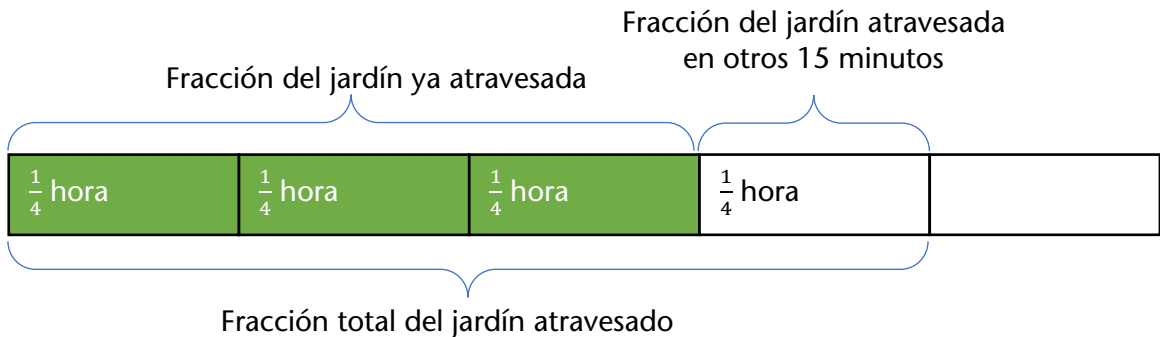 Fracción del jardín atravesada
en otros 15 minutos
Fracción del jardín ya atravesada
1/4 hora
1/4 hora
1/4 hora
1/4 hora
Fracción total del jardín atravesado